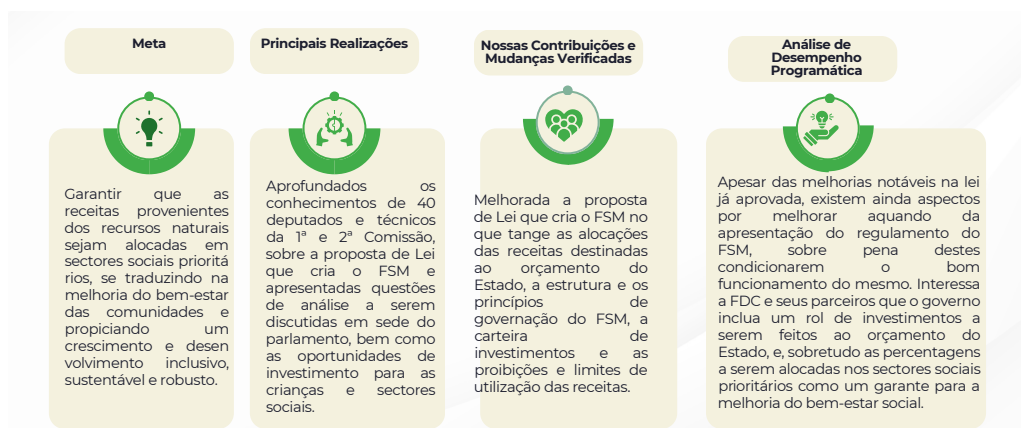 Meta
Garantir que as
receitas provenientes
dos recursos naturais
sejam alocadas em
sectores sociais prioritá
rios, se traduzindo na
melhoria do bem-estar
das comunidades e
propiciando um
crescimento e desen
volvimento inclusivo,
sustentável e robusto.
Principais Realizações
Aprofundados os
conhecimentos de 40
deputados e técnicos
da 1ª e 2ª Comissão,
sobre a proposta de Lei
que cria o FSM e
apresentadas questões
de análise a serem
discutidas em sede do
parlamento, bem como
as oportunidades de
investimento para as
crianças e sectores
sociais.
Nossas Contribuições e
Mudanças Verificadas
Melhorada a proposta
de Lei que cria o FSM no
que tange as alocações
das receitas destinadas
ao orçamento do
Estado, a estrutura e os
princípios de
governação do FSM, a
carteira de
investimentos e as
proibições e limites de
utilização das receitas.
Análise de
Desempenho
Programática
Apesar das melhorias notáveis na lei
já aprovada, existem ainda aspectos
por melhorar aquando da
apresentação do regulamento do
FSM, sobre pena destes
condicionarem o bom
funcionamento do mesmo. Interessa
a FDC e seus parceiros que o governo
inclua um rol de investimentos a
serem feitos ao orçamento do
Estado, e, sobretudo as percentagens
a serem alocadas nos sectores sociais
prioritários como um garante para a
melhoria do bem-estar social.